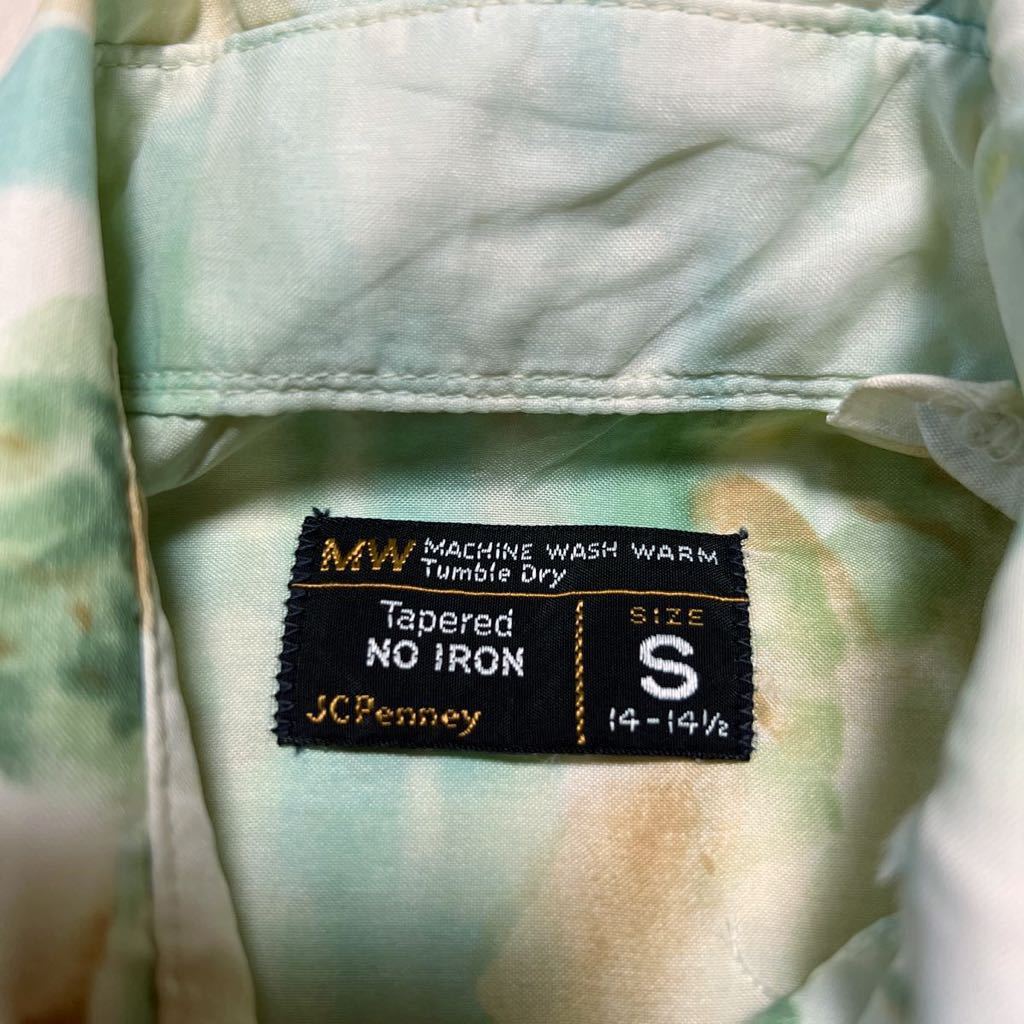 MW MACHINE WASH WARM
Tumble Dry
Tapered
NO IRON
JCPenney
SIZE
S
14-14½